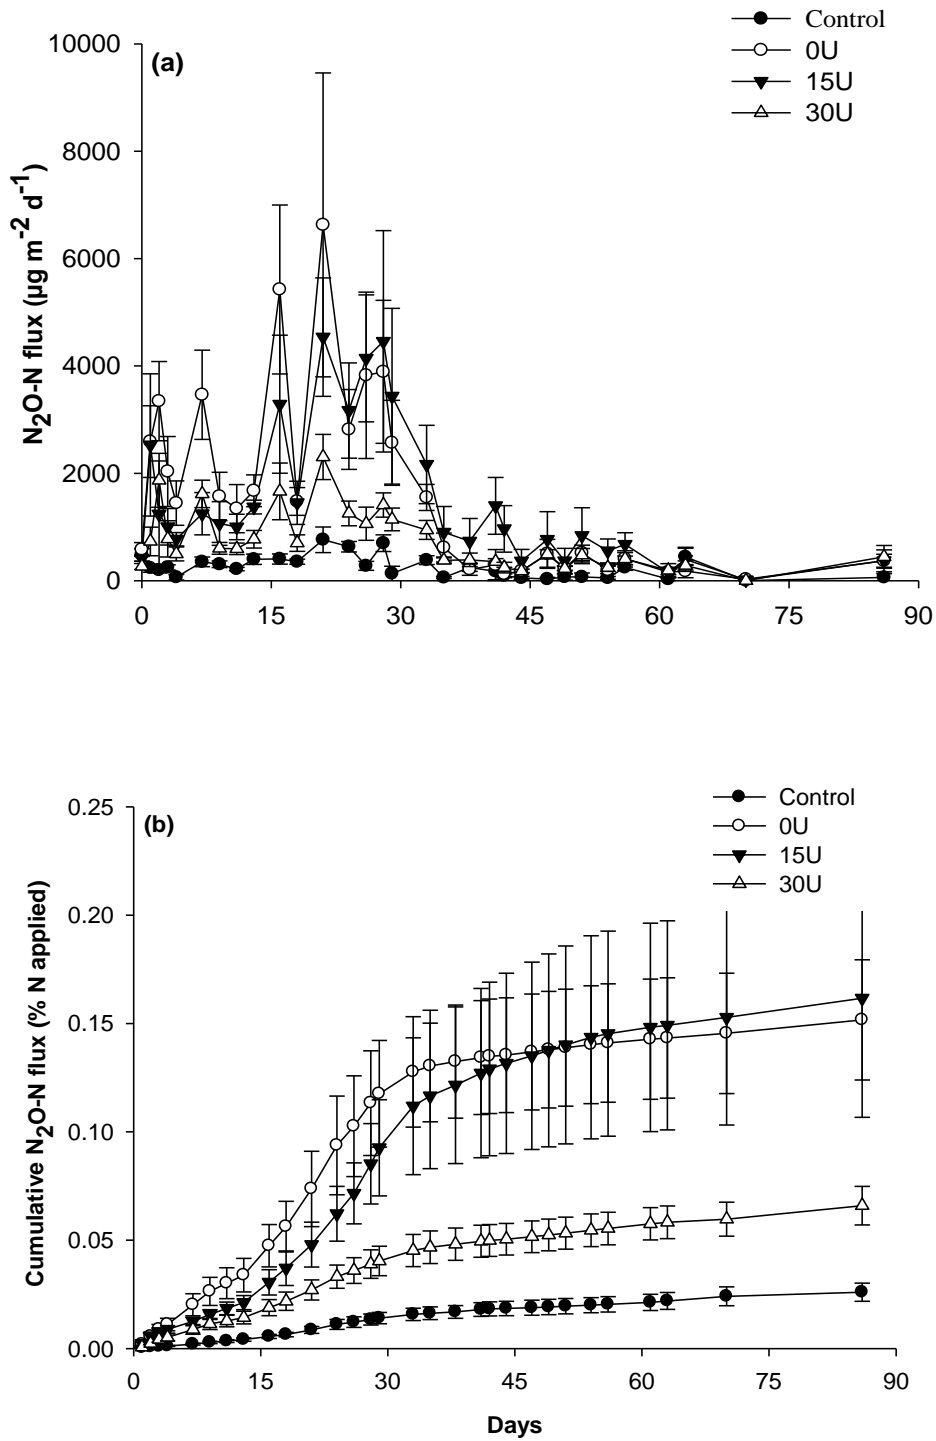 Control
0U
15U
30U
(a)
10000
8000
6000
4000
2000
0
N2O-N flux (µg m-2 d-1)
0 15 30 45 60 75 90
Control
0U
15U
30U
(b)
0.25
0.20
0.15
0.10
0.05
0.00
Cumulative N2O-N flux (% N applied)
0 15 30 45 60 75 90
Days